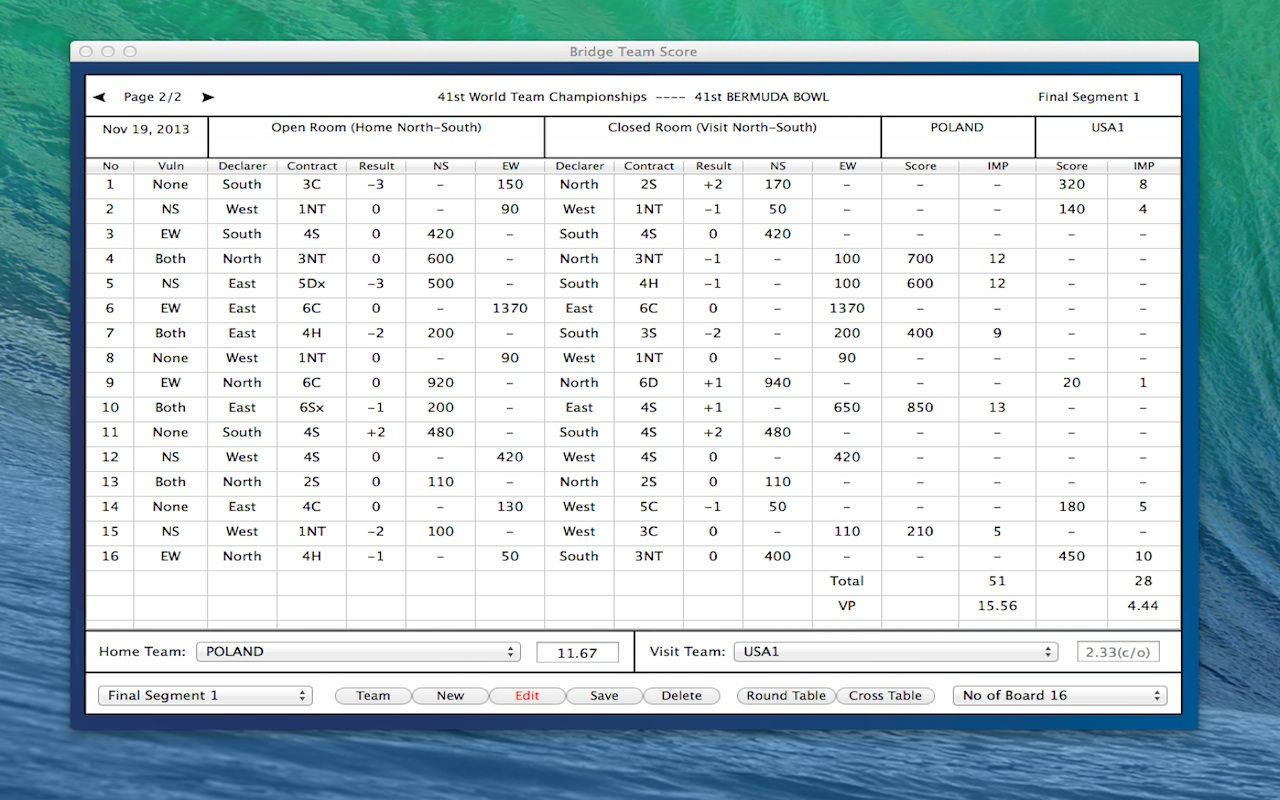 Bridge Team Score
◀ Page 2/2 ▶ 41st World Team Championships ---- 41st BERMUDA BOWL Final Segment 1
Nov 19, 2013 Open Room (Home North-South) Closed Room (Visit North-South) POLAND USA1
No Vuln Declarer Contract Result NS EW Declarer Contract Result NS EW Score IMP Score IMP
1 None South 3C -3 - 150 North 2S +2 170 - - - 320 8
2 NS West 1NT 0 - 90 West 1NT -1 50 - - - 140 4
3 EW South 4S 0 420 - South 4S 0 420 - - - - -
4 Both North 3NT 0 600 - North 3NT -1 - 100 700 12 - -
5 NS East 5Dx -3 500 - South 4H -1 - 100 600 12 - -
6 EW East 6C 0 - 1370 East 6C 0 - 1370 - - - -
7 Both East 4H -2 200 - South 3S -2 - 200 400 9 - -
8 None West 1NT 0 - 90 West 1NT 0 - 90 - - - -
9 EW North 6C 0 920 - North 6D +1 940 - - - 20 1
10 Both East 6Sx -1 200 - East 4S +1 - 650 850 13 - -
11 None South 4S +2 480 - South 4S +2 480 - - - - -
12 NS West 4S 0 - 420 West 4S 0 - 420 - - - -
13 Both North 2S 0 110 - North 2S 0 110 - - - - -
14 None East 4C 0 - 130 West 5C -1 50 - - - 180 5
15 NS West 1NT -2 100 - West 3C 0 - 110 210 5 - -
16 EW North 4H -1 - 50 South 3NT 0 400 - - - 450 10
Total 51 28
VP 15.56 4.44
Home Team: POLAND 11.67 Visit Team: USA1 2.33(c/o)
Final Segment 1 Team New Edit Save Delete Round Table Cross Table No of Board 16